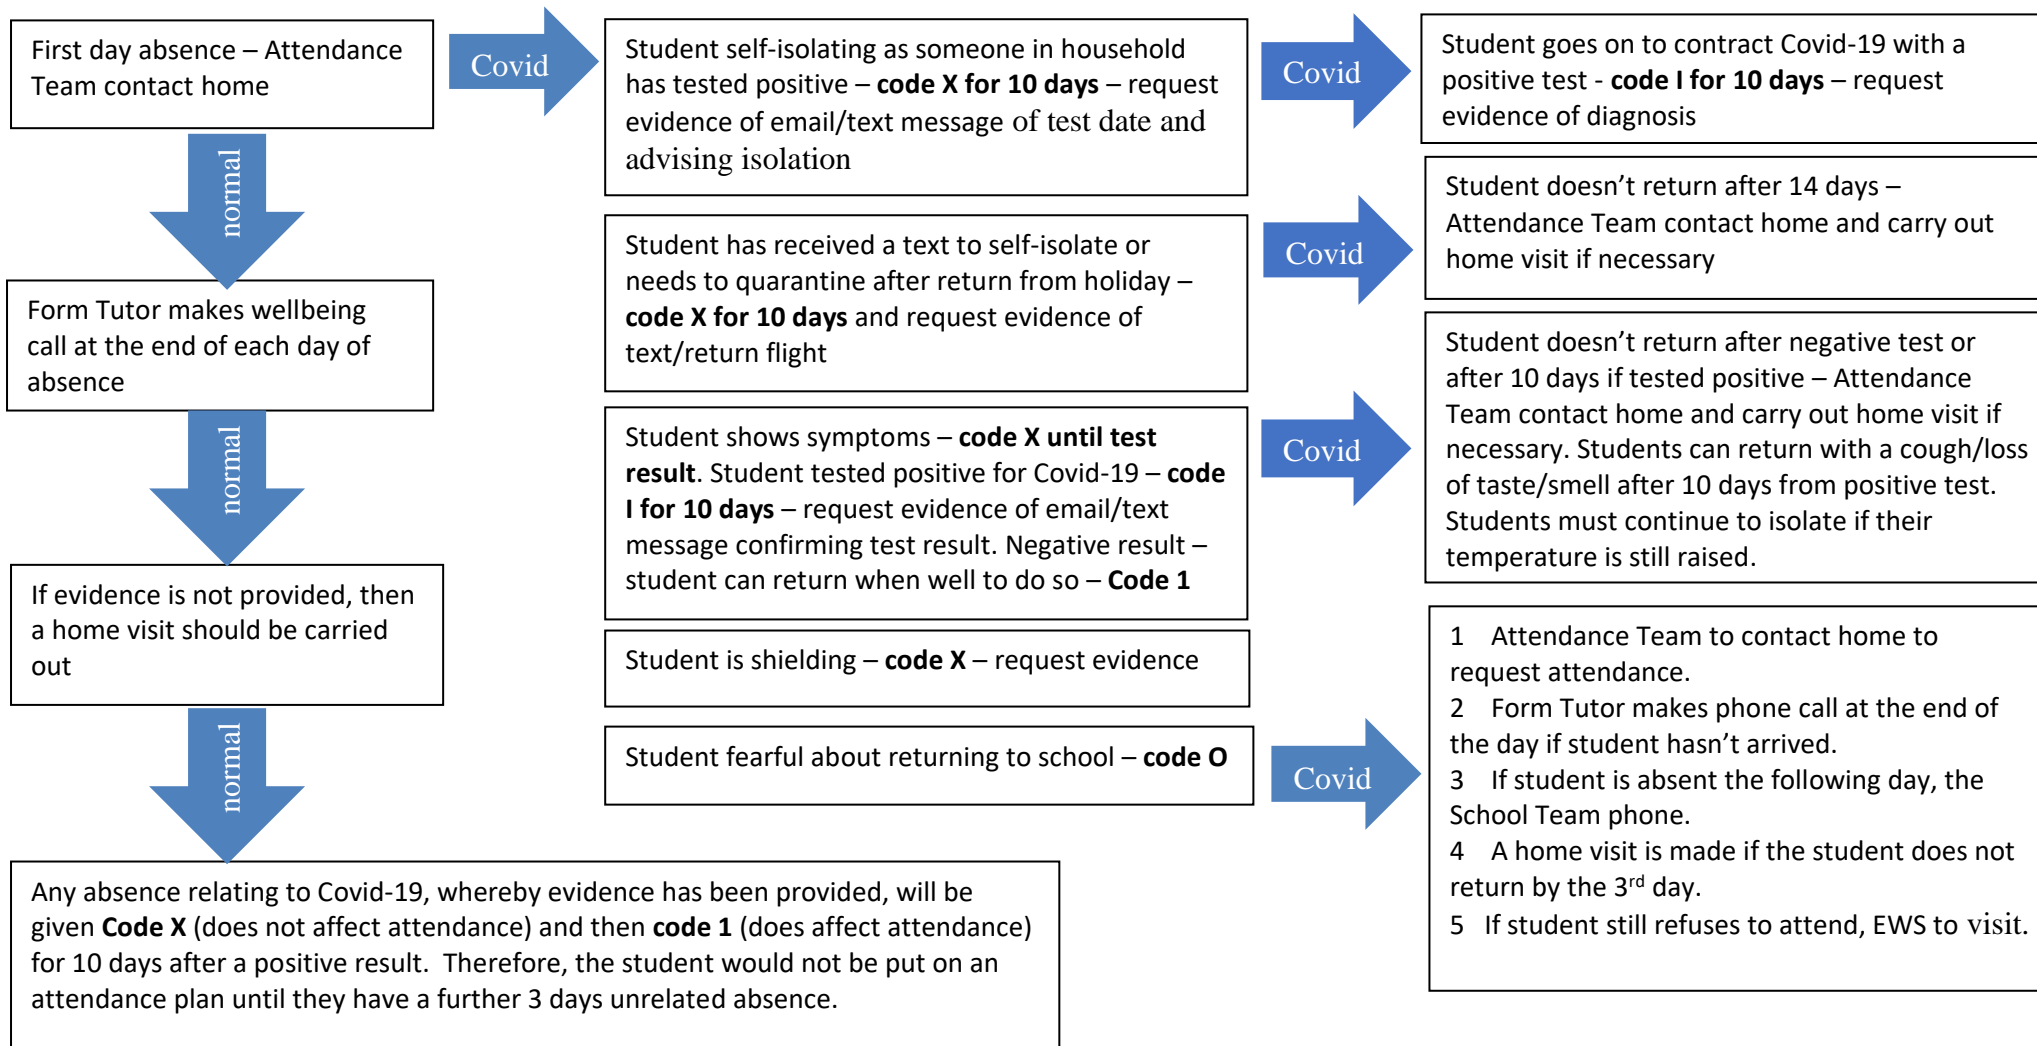 First day absence – Attendance
Team contact home
Covid
Student self-isolating as someone in household
has tested positive – code X for 10 days – request
evidence of email/text message of test date and
advising isolation
Covid
Student goes on to contract Covid-19 with a
positive test - code I for 10 days – request
evidence of diagnosis
normal
Student has received a text to self-isolate or
needs to quarantine after return from holiday –
code X for 10 days and request evidence of
text/return flight
Covid
Student doesn’t return after 14 days –
Attendance Team contact home and carry out
home visit if necessary
Form Tutor makes wellbeing
call at the end of each day of
absence
normal
Student shows symptoms – code X until test
result. Student tested positive for Covid-19 – code
I for 10 days – request evidence of email/text
message confirming test result. Negative result –
student can return when well to do so – Code 1
Covid
Student doesn’t return after negative test or
after 10 days if tested positive – Attendance
Team contact home and carry out home visit if
necessary. Students can return with a cough/loss
of taste/smell after 10 days from positive test.
Students must continue to isolate if their
temperature is still raised.
If evidence is not provided, then
a home visit should be carried
out
Student is shielding – code X – request evidence
normal
Student fearful about returning to school – code O
Covid
1 Attendance Team to contact home to
request attendance.
2 Form Tutor makes phone call at the end of
the day if student hasn’t arrived.
3 If student is absent the following day, the
School Team phone.
4 A home visit is made if the student does not
return by the 3rd day.
5 If student still refuses to attend, EWS to visit.
Any absence relating to Covid-19, whereby evidence has been provided, will be
given Code X (does not affect attendance) and then code 1 (does affect attendance)
for 10 days after a positive result. Therefore, the student would not be put on an
attendance plan until they have a further 3 days unrelated absence.